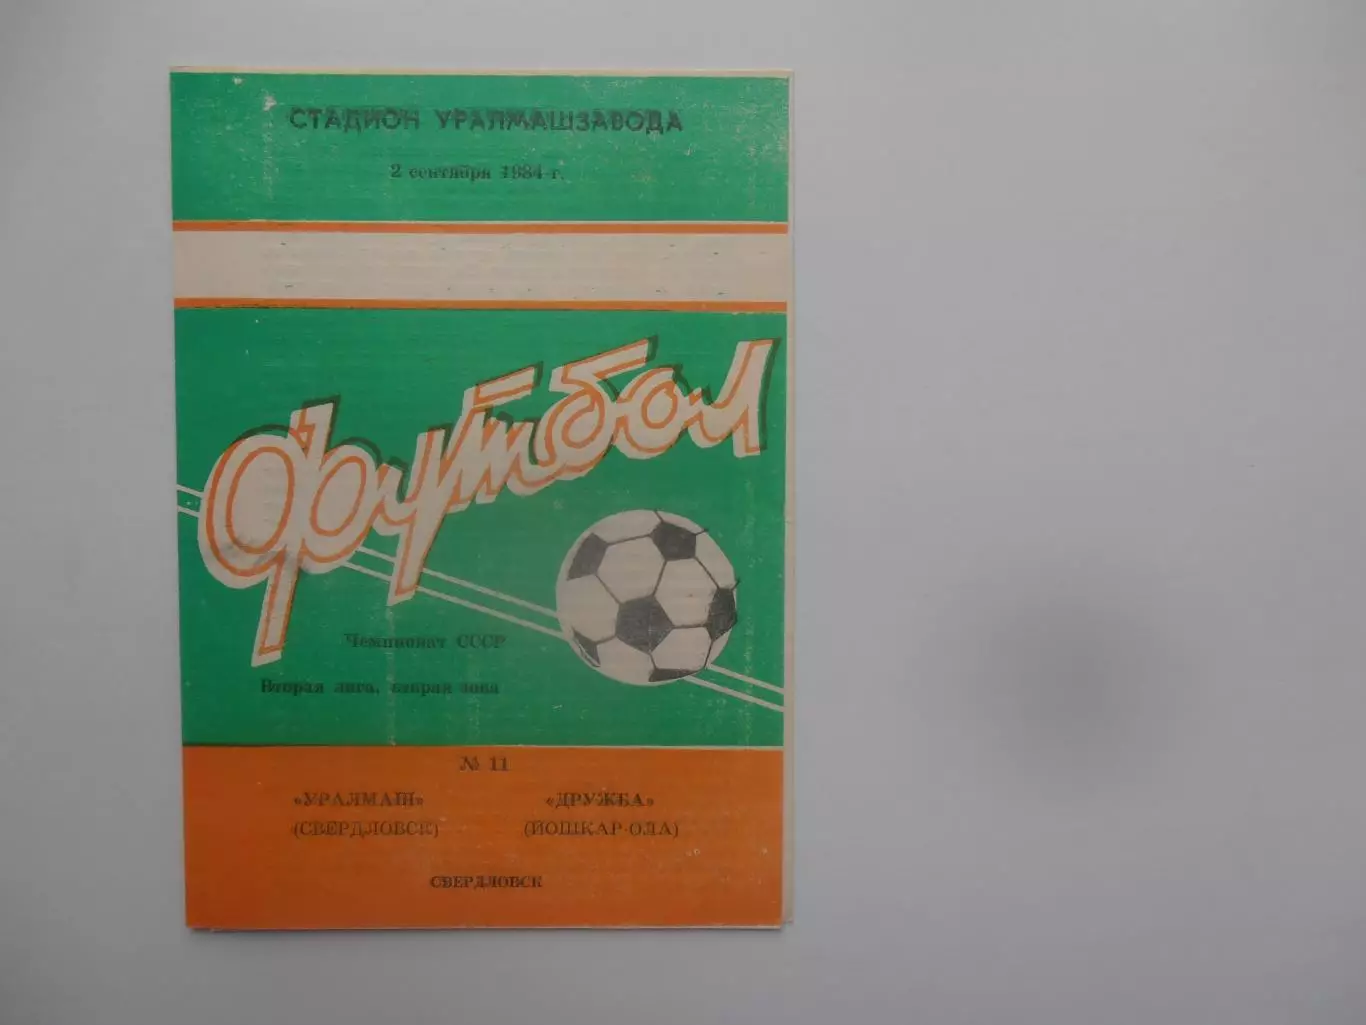 СТАДИОН УРАЛМАШЗАВОДА
2 сентября 1984 г.
Футбол
Чемпионат СССР
Вторая лига, вторая зона
№ 11
«УРАЛМАШ» «ДРУЖБА»
(СВЕРДЛОВСК) (ЙОШКАР-ОЛА)
СВЕРДЛОВСК